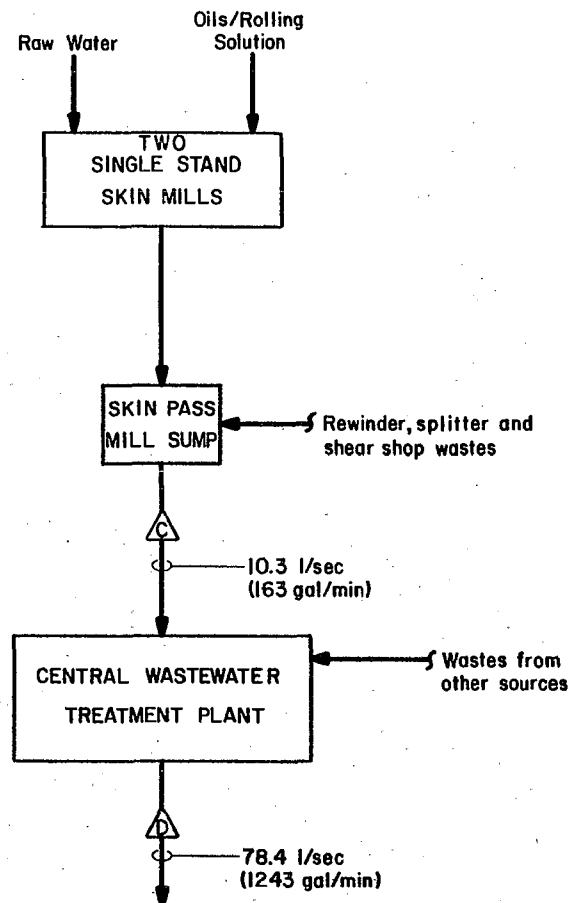 Raw Water
Oils/Rolling
Solution
TWO
SINGLE STAND
SKIN MILLS
SKIN PASS
MILL SUMP
Rewinder, splitter and
shear shop wastes
C
10.3 l/sec
(163 gal/min)
CENTRAL WASTEWATER
TREATMENT PLANT
Wastes from
other sources
D
78.4 l/sec
(1243 gal/min)